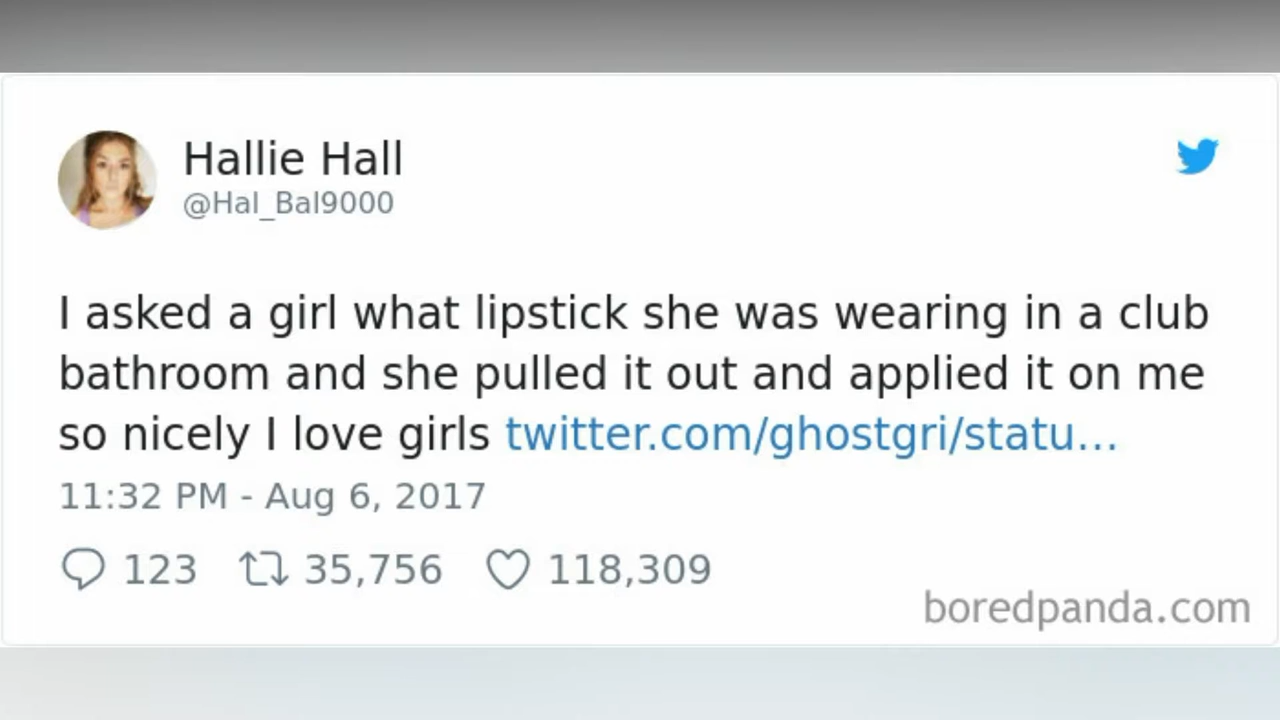 Hallie Hall
@Hal_Bal9000
I asked a girl what lipstick she was wearing in a club
bathroom and she pulled it out and applied it on me
so nicely I love girls twitter.com/ghostgri/statu...
11:32 PM - Aug 6, 2017
123 35,756 118,309
boredpanda.com